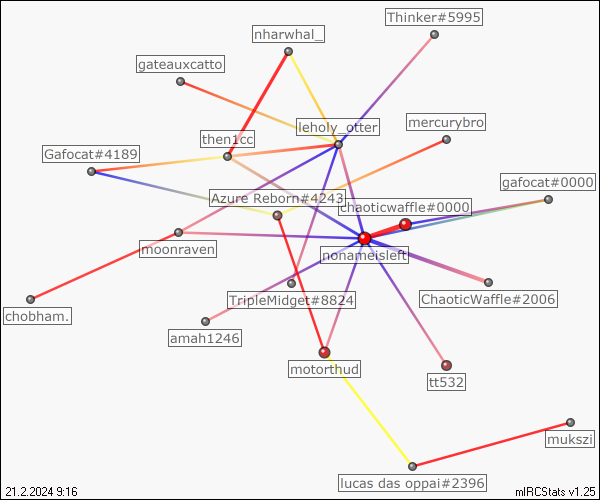 Thinker#5995
nharwhal_
gateauxcatto
mercurybro
leholy_otter
then1cc
Gafocat#4189
gafocat#0000
Azure Reborn#4243
chaoticwaffle#0000
moonraven
nonameisleft
TripleMidget#8824
ChaoticWaffle#2006
chobham.
amah1246
motorthud
tt532
mukszi
lucas das oppai#2396
21.2.2024 9:16
mIRCStats v1.25